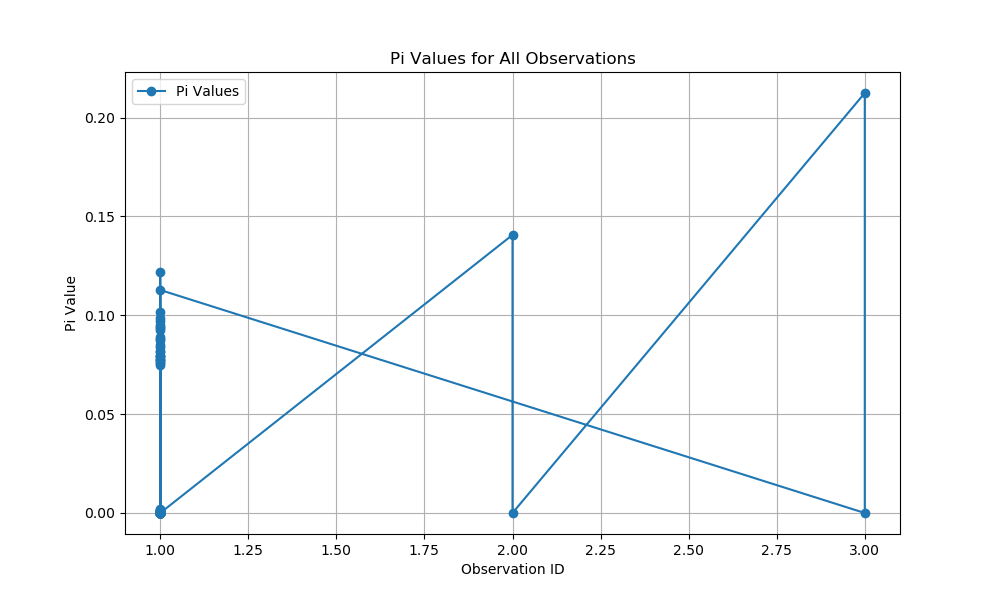 Pi Values for All Observations
Pi Values
0.20
0.15
0.10
0.05
0.00
Pi Value
1.00 1.25 1.50 1.75 2.00 2.25 2.50 2.75 3.00
Observation ID